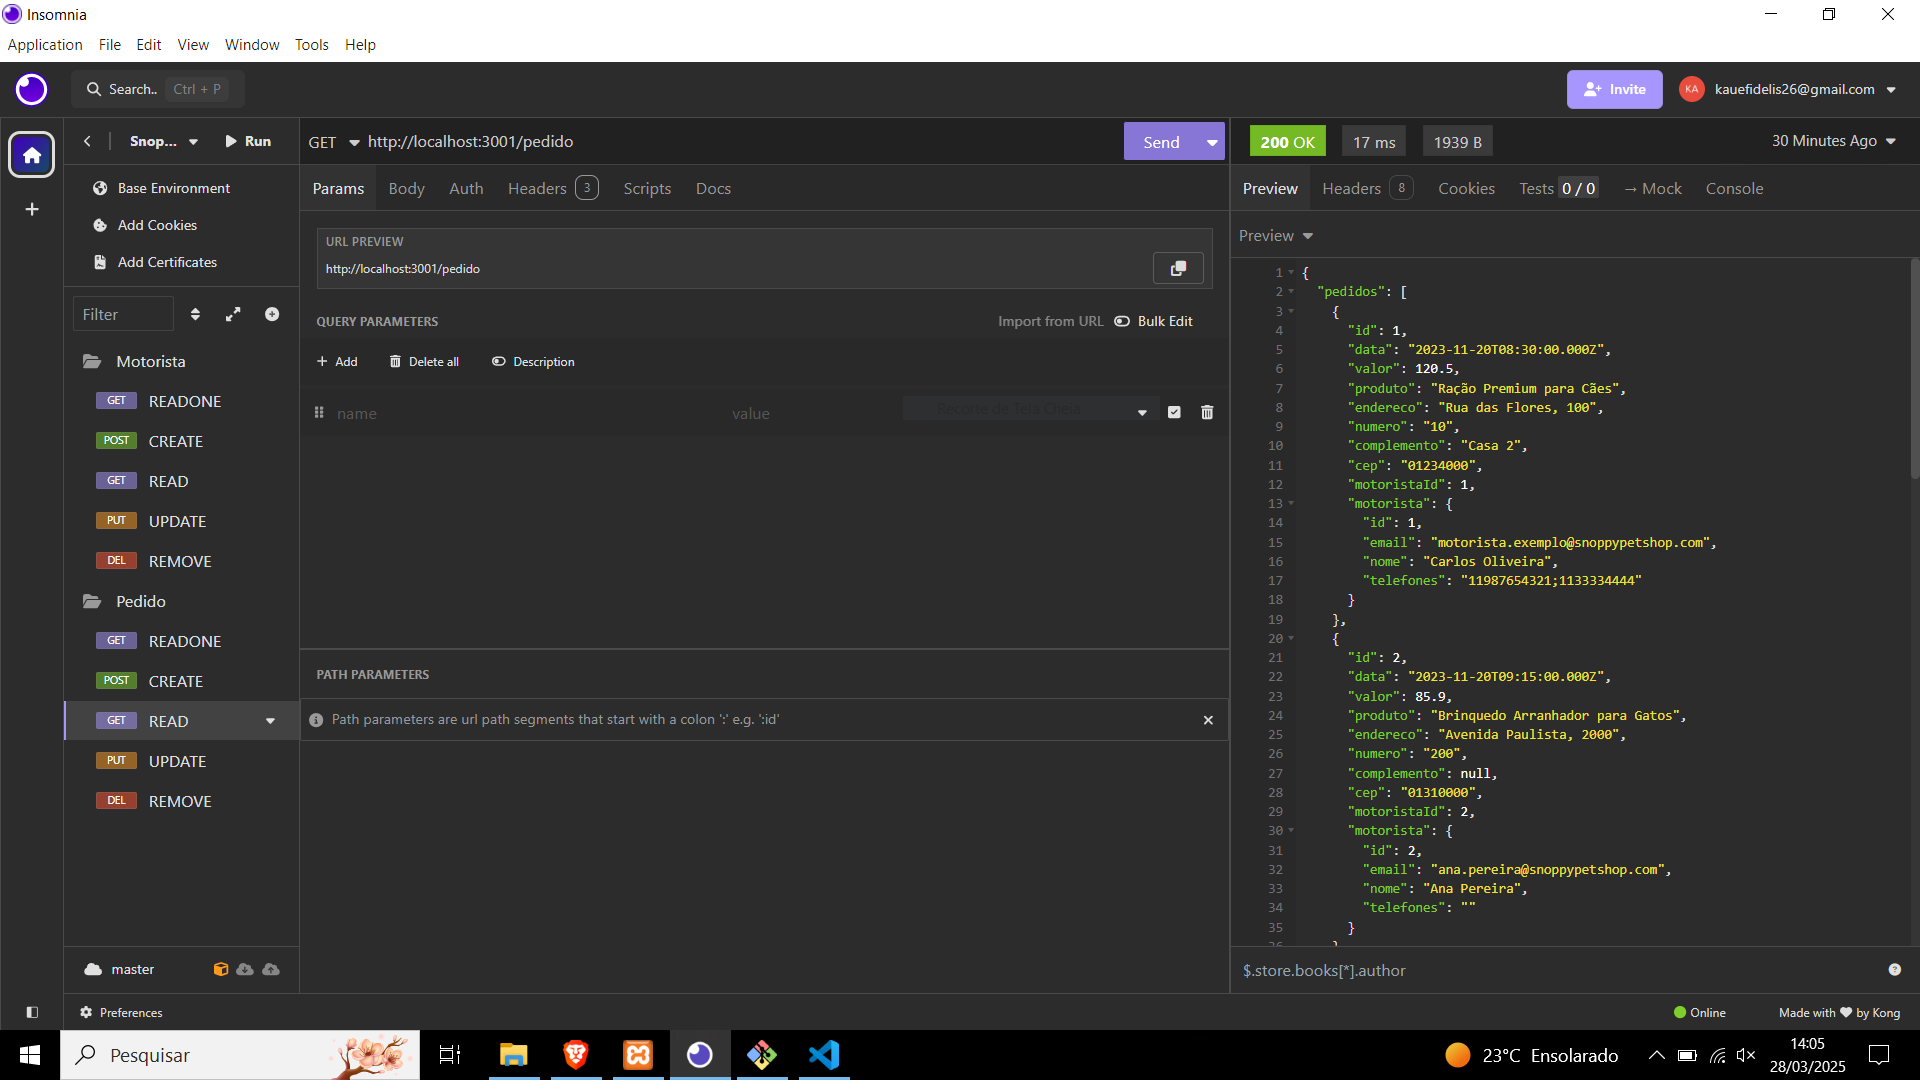 Insomnia
Application File Edit View Window Tools Help
Search.. Ctrl + P
Invite
KA
kauefidelis26@gmail.com
Snop...
Run
GET http://localhost:3001/pedido
Send
200 OK
17 ms
1939 B
30 Minutes Ago
Base Environment
Add Cookies
Add Certificates
Filter
Motorista
GET READONE
POST CREATE
GET READ
PUT UPDATE
DEL REMOVE
Pedido
GET READONE
POST CREATE
GET READ
PUT UPDATE
DEL REMOVE
master
Params Body Auth Headers 3 Scripts Docs
URL PREVIEW
http://localhost:3001/pedido
QUERY PARAMETERS
Import from URL Bulk Edit
Add Delete all Description
name value Recorte de Tela Cheia
PATH PARAMETERS
Path parameters are url path segments that start with a colon ':' e.g. ':id'
Preview Headers 8 Cookies Tests 0 / 0 → Mock Console
Preview
1 {
2 "pedidos": [
3 {
4 "id": 1,
5 "data": "2023-11-20T08:30:00.000Z",
6 "valor": 120.5,
7 "produto": "Ração Premium para Cães",
8 "endereco": "Rua das Flores, 100",
9 "numero": "10",
10 "complemento": "Casa 2",
11 "cep": "01234000",
12 "motoristaId": 1,
13 "motorista": {
14 "id": 1,
15 "email": "motorista.exemplo@snoppypetshop.com",
16 "nome": "Carlos Oliveira",
17 "telefones": "11987654321;1133334444"
18 }
19 },
20 {
21 "id": 2,
22 "data": "2023-11-20T09:15:00.000Z",
23 "valor": 85.9,
24 "produto": "Brinquedo Arranhador para Gatos",
25 "endereco": "Avenida Paulista, 2000",
26 "numero": "200",
27 "complemento": null,
28 "cep": "01310000",
29 "motoristaId": 2,
30 "motorista": {
31 "id": 2,
32 "email": "ana.pereira@snoppypetshop.com",
33 "nome": "Ana Pereira",
34 "telefones": ""
35 }
$.store.books[*].author
Preferences
Online
Made with by Kong
Pesquisar
23°C Ensolarado
14:05
28/03/2025